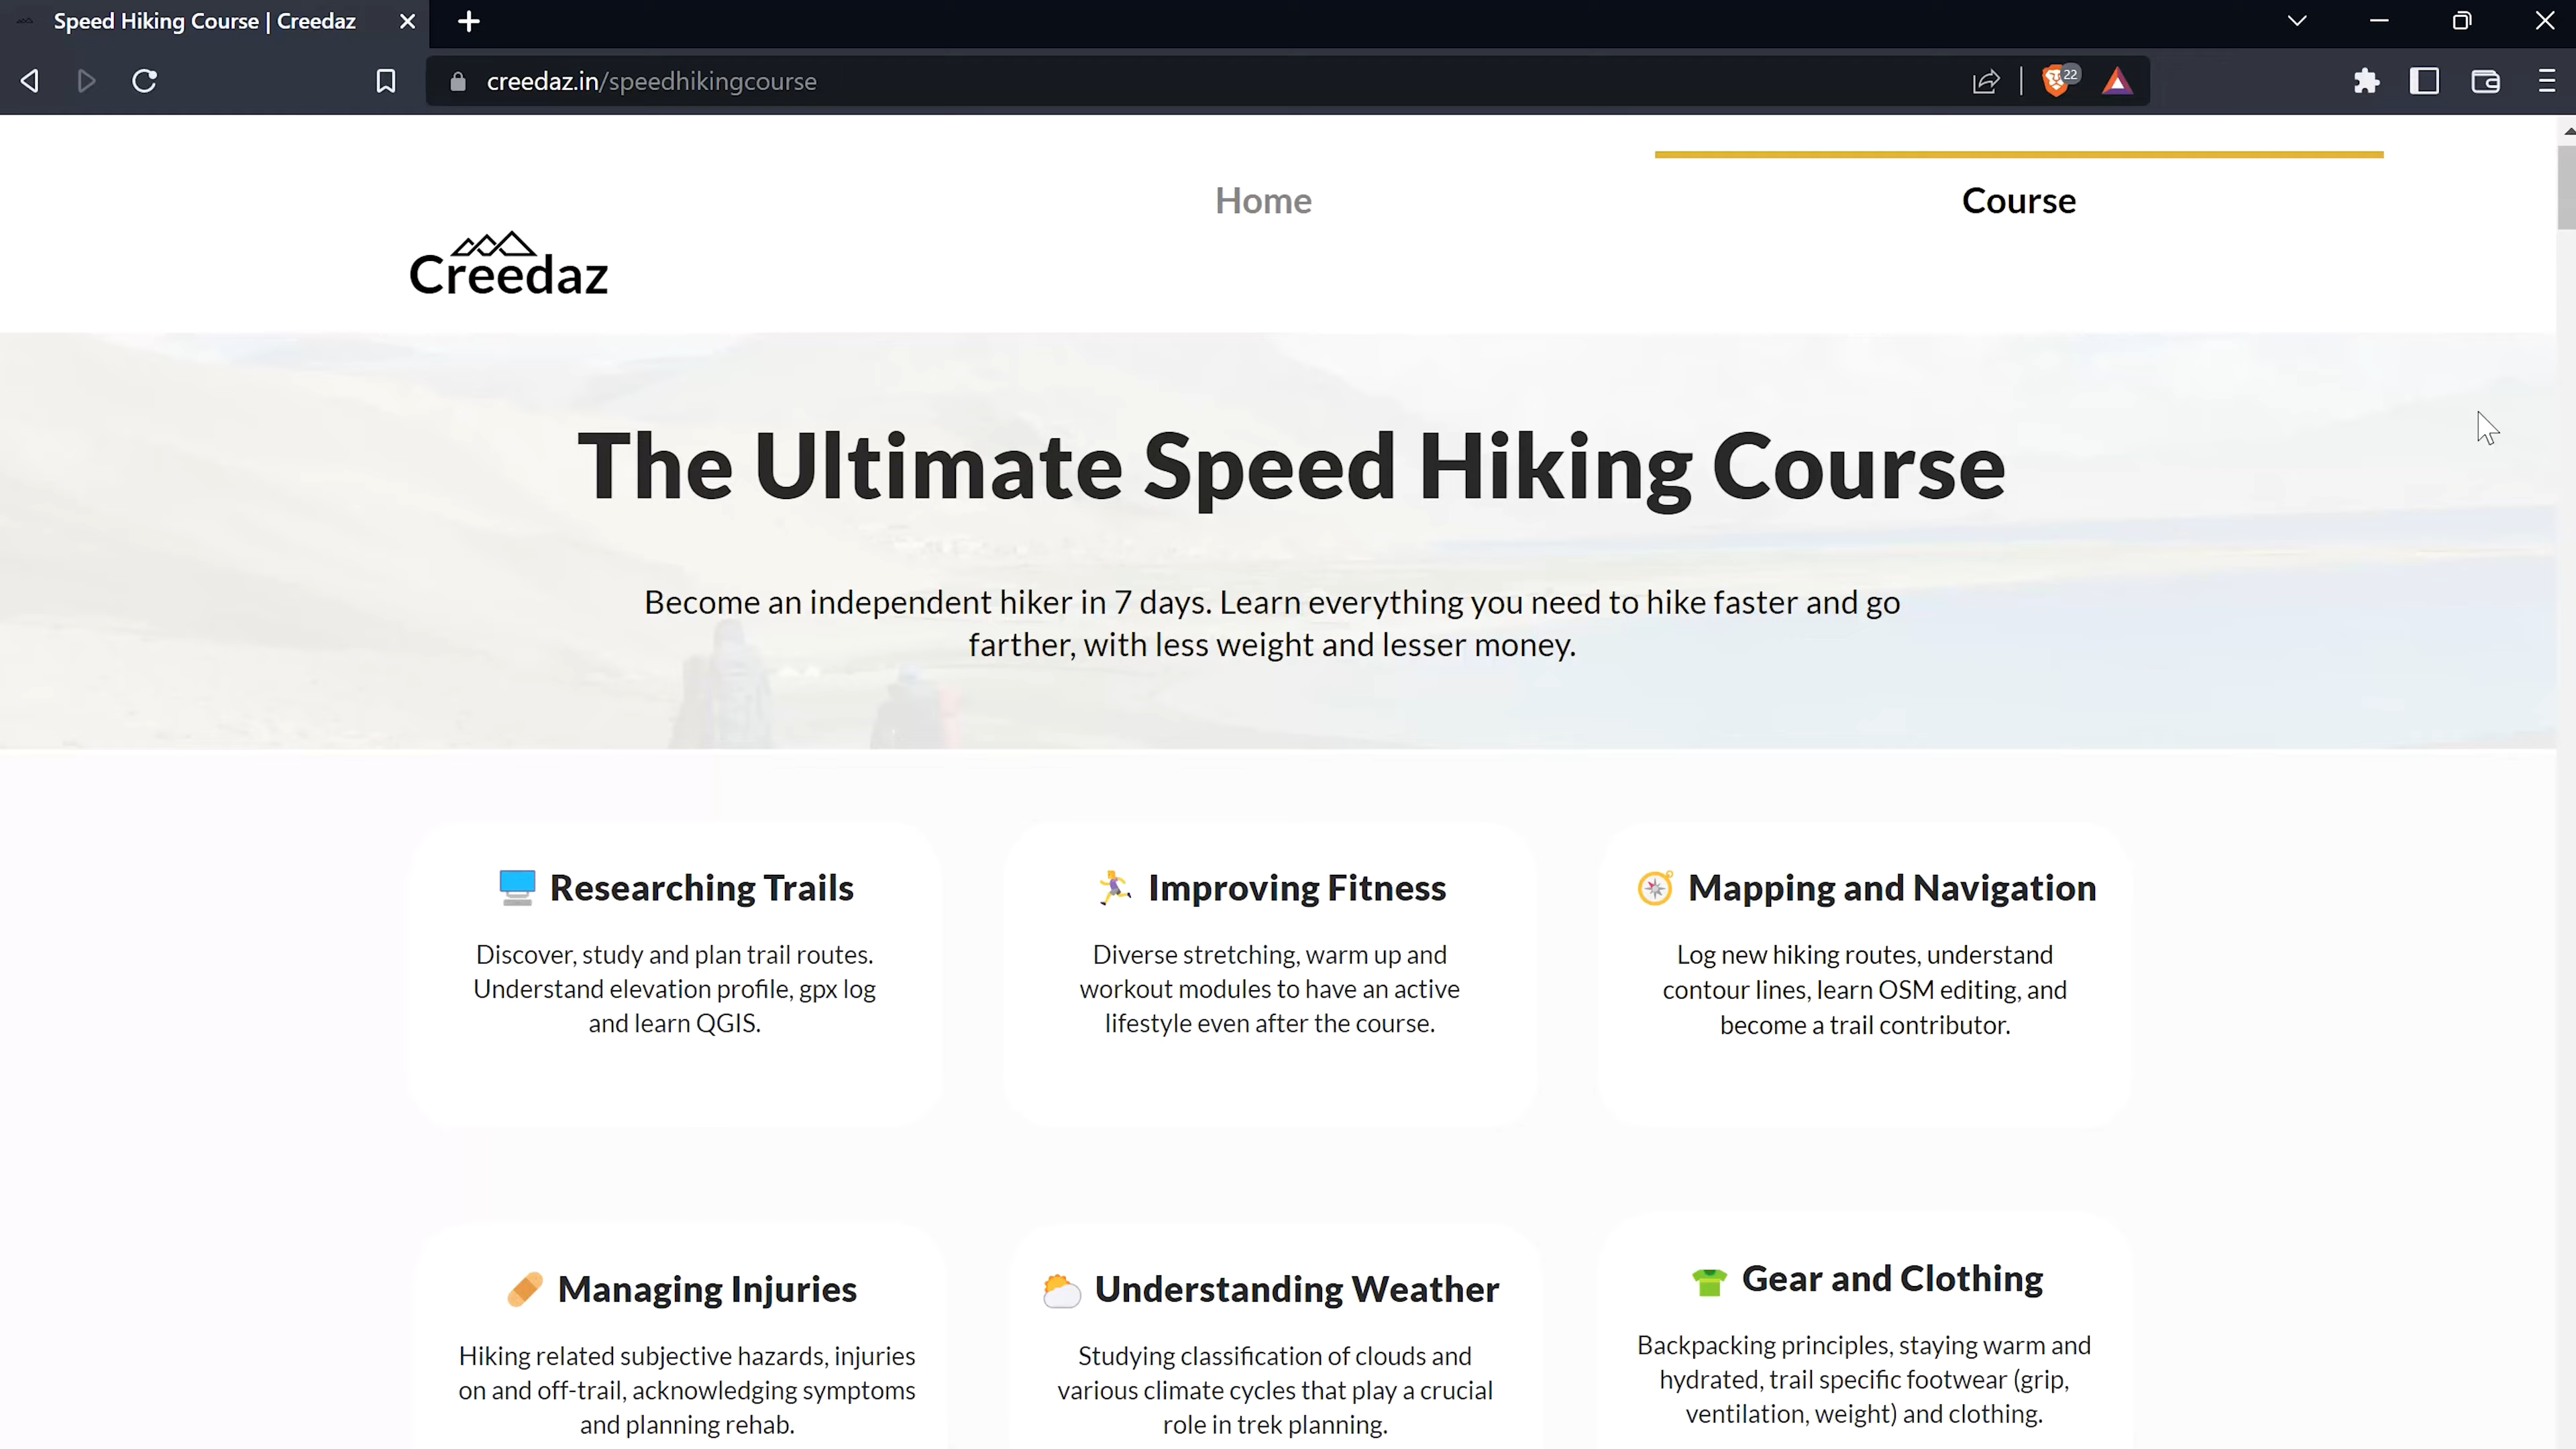 Speed Hiking Course | Creedaz
creedaz.in/speedhikingcourse
22
Home
Course
Creedaz
The Ultimate Speed Hiking Course
Become an independent hiker in 7 days. Learn everything you need to hike faster and go
farther, with less weight and lesser money.
Researching Trails
Discover, study and plan trail routes.
Understand elevation profile, gpx log
and learn QGIS.
Improving Fitness
Diverse stretching, warm up and
workout modules to have an active
lifestyle even after the course.
Mapping and Navigation
Log new hiking routes, understand
contour lines, learn OSM editing, and
become a trail contributor.
Managing Injuries
Hiking related subjective hazards, injuries
on and off-trail, acknowledging symptoms
and planning rehab.
Understanding Weather
Studying classification of clouds and
various climate cycles that play a crucial
role in trek planning.
Gear and Clothing
Backpacking principles, staying warm and
hydrated, trail specific footwear (grip,
ventilation, weight) and clothing.